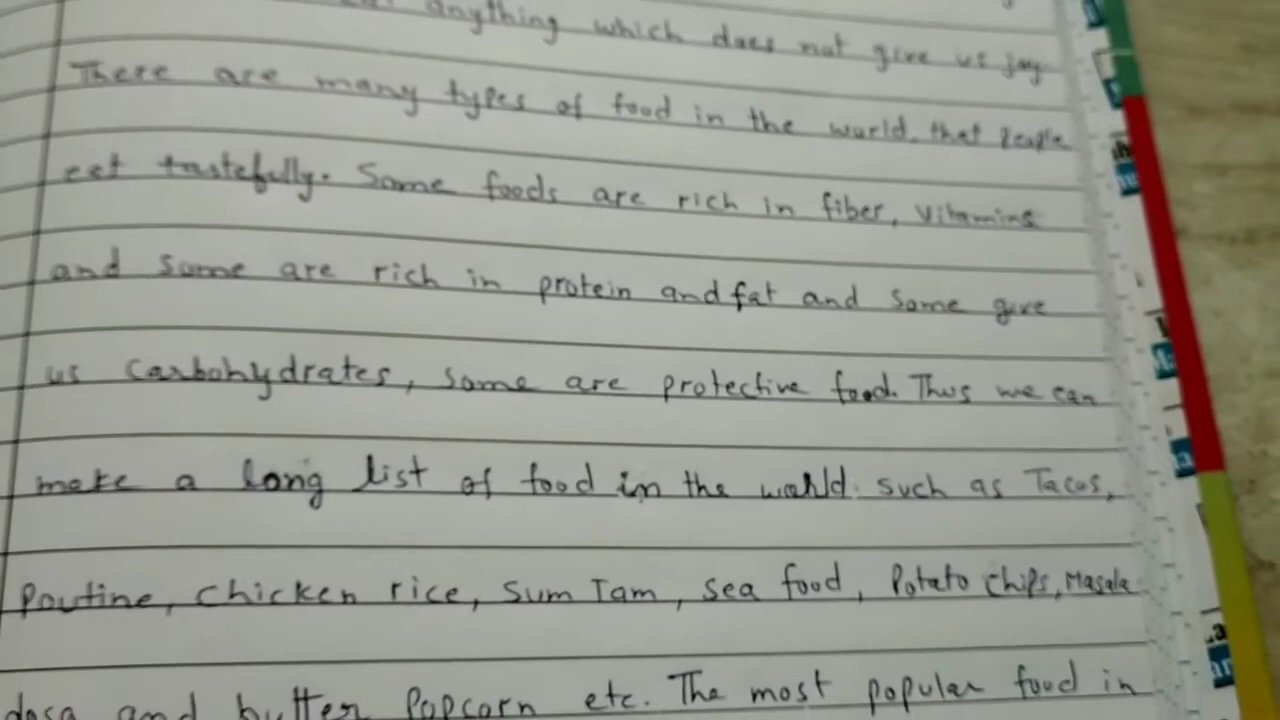 anything which does not give us joy.
There are many types of food in the world. that people
eat tastefully. Some foods are rich in fiber, vitamins
and some are rich in protein and fat and some give
us carbohydrates, some are protective food. Thus we can
make a long list of food in the world. such as Tacos,
Poutine, chicken rice, Sum Tam, sea food, Potato chips, Masala
dosa and butter Popcorn etc. The most popular food in